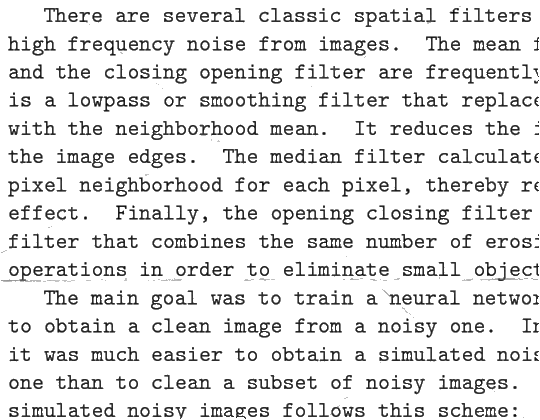 There are several classic spatial filters
high frequency noise from images. The mean
and the closing opening filter are frequently
is a lowpass or smoothing filter that replace
with the neighborhood mean. It reduces the
the image edges. The median filter calculate
pixel neighborhood for each pixel, thereby re
effect. Finally, the opening closing filter
filter that combines the same number of erosi
operations in order to eliminate small object
The main goal was to train a neural networ
to obtain a clean image from a noisy one. In
it was much easier to obtain a simulated nois
one than to clean a subset of noisy images.
simulated noisy images follows this scheme: